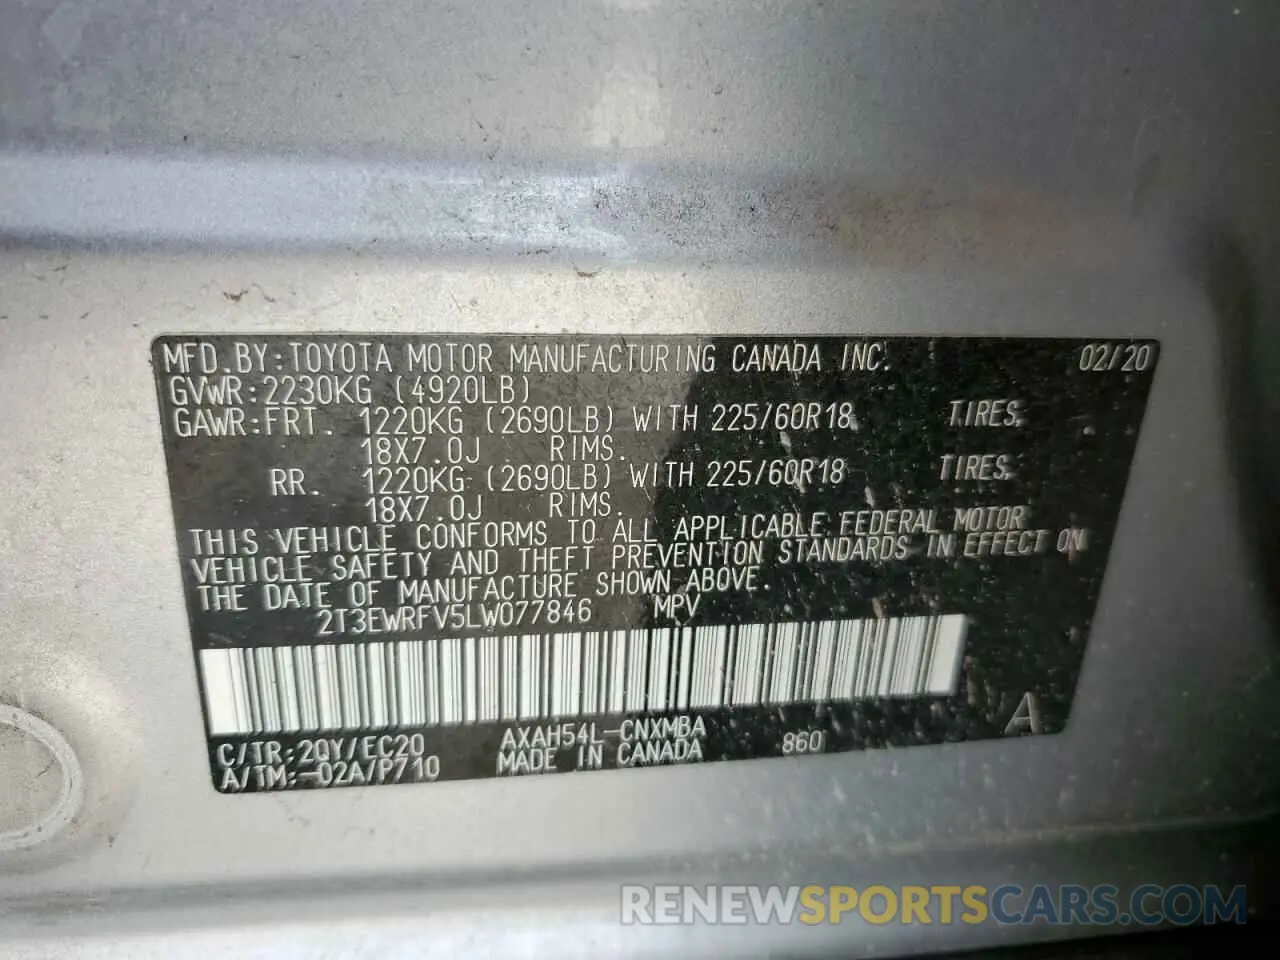 MFD.BY:TOYOTA MOTOR MANUFACTURING CANADA INC. 02/20
GVWR:2230KG (4920LB)
GAWR:FRT. 1220KG (2690LB) WITH 225/60R18 TIRES,
18X7.0J RIMS.
RR. 1220KG (2690LB) WITH 225/60R18 TIRES,
18X7.0J RIMS.
THIS VEHICLE CONFORMS TO ALL APPLICABLE FEDERAL MOTOR
VEHICLE SAFETY AND THEFT PREVENTION STANDARDS IN EFFECT ON
THE DATE OF MANUFACTURE SHOWN ABOVE.
2T3EWRFV5LW077846 MPV
A
C/TR:2QY/EC20 AXAH54L-CNXMBA 860
A/TM:-02A/P710 MADE IN CANADA
RENEWSPORTSCARS.COM